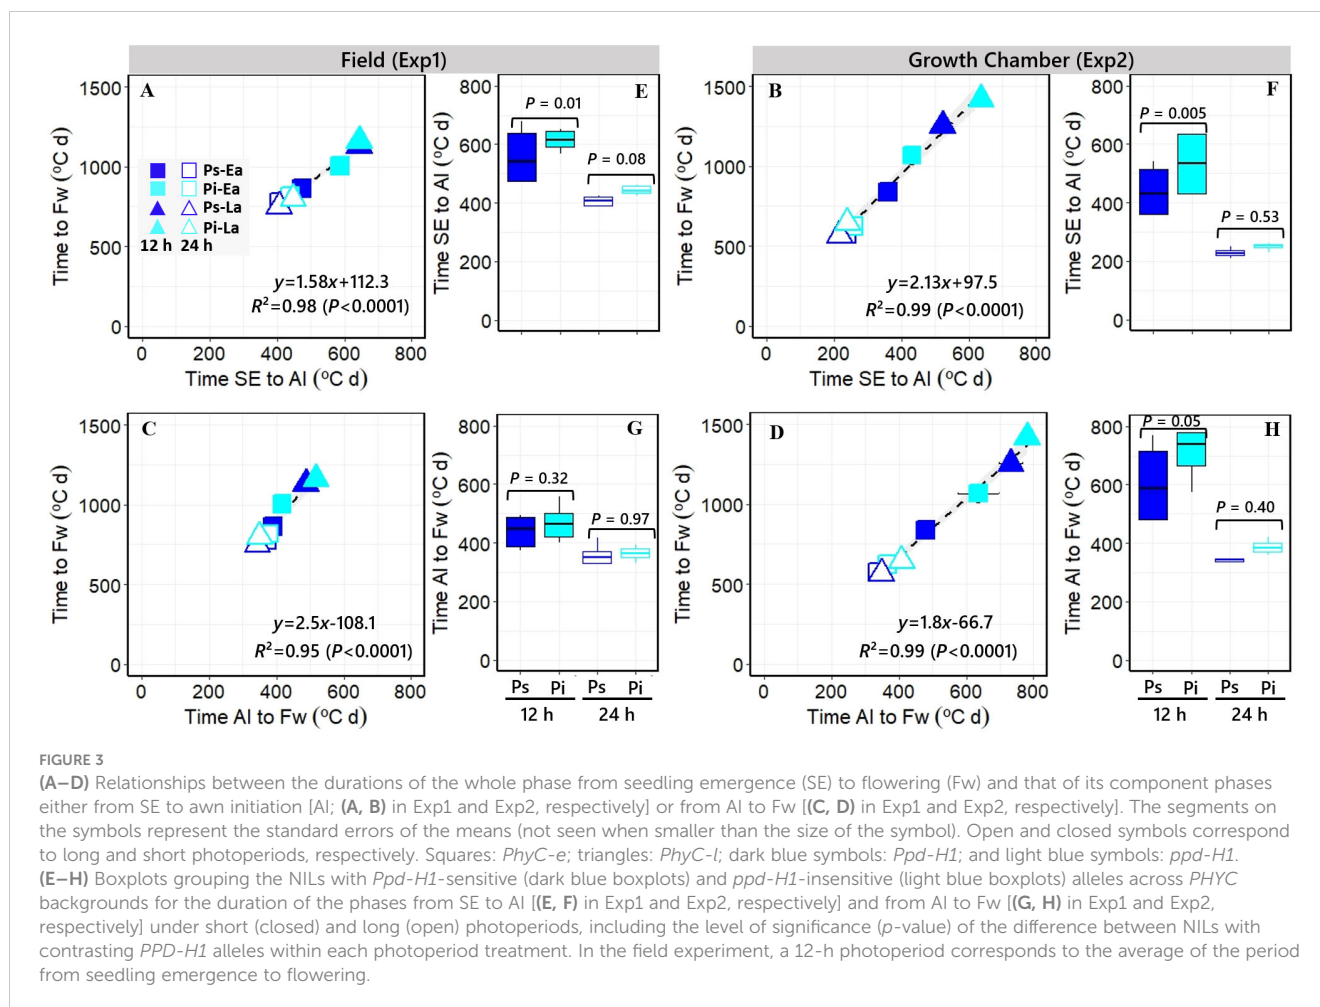 Field (Exp1)
Growth Chamber (Exp2)
A
Time to Fw (°C d)
1500
1000
500
0
Ps-Ea
Pi-Ea
Ps-La
Pi-La
12 h 24 h
y=1.58x+112.3
R²=0.98 (P<0.0001)
0 200 400 600 800
Time SE to AI (°C d)
E
Time SE to AI (°C d)
800
600
400
200
0
P = 0.01
P = 0.08
B
Time to Fw (°C d)
1500
1000
500
0
y=2.13x+97.5
R²=0.99 (P<0.0001)
0 200 400 600 800
Time SE to AI (°C d)
F
Time SE to AI (°C d)
800
600
400
200
0
P = 0.005
P = 0.53
C
Time to Fw (°C d)
1500
1000
500
0
y=2.5x-108.1
R²=0.95 (P<0.0001)
0 200 400 600 800
Time AI to Fw (°C d)
G
Time AI to Fw (°C d)
800
600
400
200
0
P = 0.32
P = 0.97
Ps Pi Ps Pi
12 h 24 h
D
Time to Fw (°C d)
1500
1000
500
0
y=1.8x-66.7
R²=0.99 (P<0.0001)
0 200 400 600 800
Time AI to Fw (°C d)
H
Time AI to Fw (°C d)
800
600
400
200
0
P = 0.05
P = 0.40
Ps Pi Ps Pi
12 h 24 h
FIGURE 3
(A–D) Relationships between the durations of the whole phase from seedling emergence (SE) to flowering (Fw) and that of its component phases
either from SE to awn initiation [AI; (A, B) in Exp1 and Exp2, respectively] or from AI to Fw [(C, D) in Exp1 and Exp2, respectively]. The segments on
the symbols represent the standard errors of the means (not seen when smaller than the size of the symbol). Open and closed symbols correspond
to long and short photoperiods, respectively. Squares: PhyC-e; triangles: PhyC-l; dark blue symbols: Ppd-H1; and light blue symbols: ppd-H1.
(E–H) Boxplots grouping the NILs with Ppd-H1-sensitive (dark blue boxplots) and ppd-H1-insensitive (light blue boxplots) alleles across PHYC
backgrounds for the duration of the phases from SE to AI [(E, F) in Exp1 and Exp2, respectively] and from AI to Fw [(G, H) in Exp1 and Exp2,
respectively] under short (closed) and long (open) photoperiods, including the level of significance (p-value) of the difference between NILs with
contrasting PPD-H1 alleles within each photoperiod treatment. In the field experiment, a 12-h photoperiod corresponds to the average of the period
from seedling emergence to flowering.